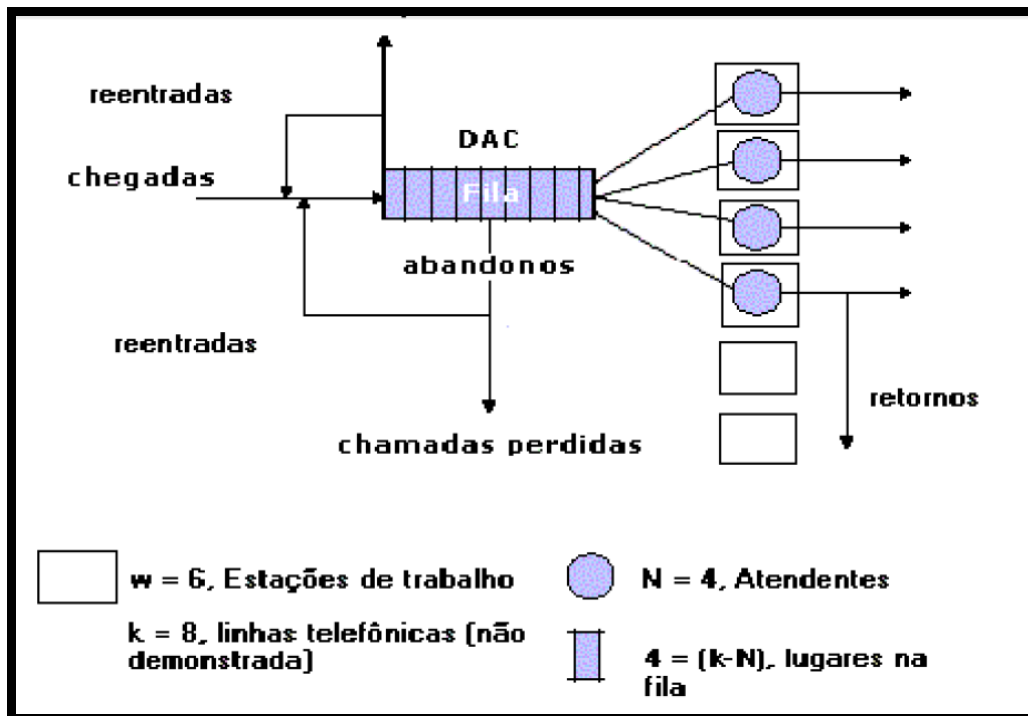 reentradas
DAC
chegadas
Fila
abandonos
reentradas
retornos
chamadas perdidas
w = 6, Estações de trabalho
N = 4, Atendentes
k = 8, linhas telefônicas (não
demonstrada)
4 = (k-N), lugares na
fila